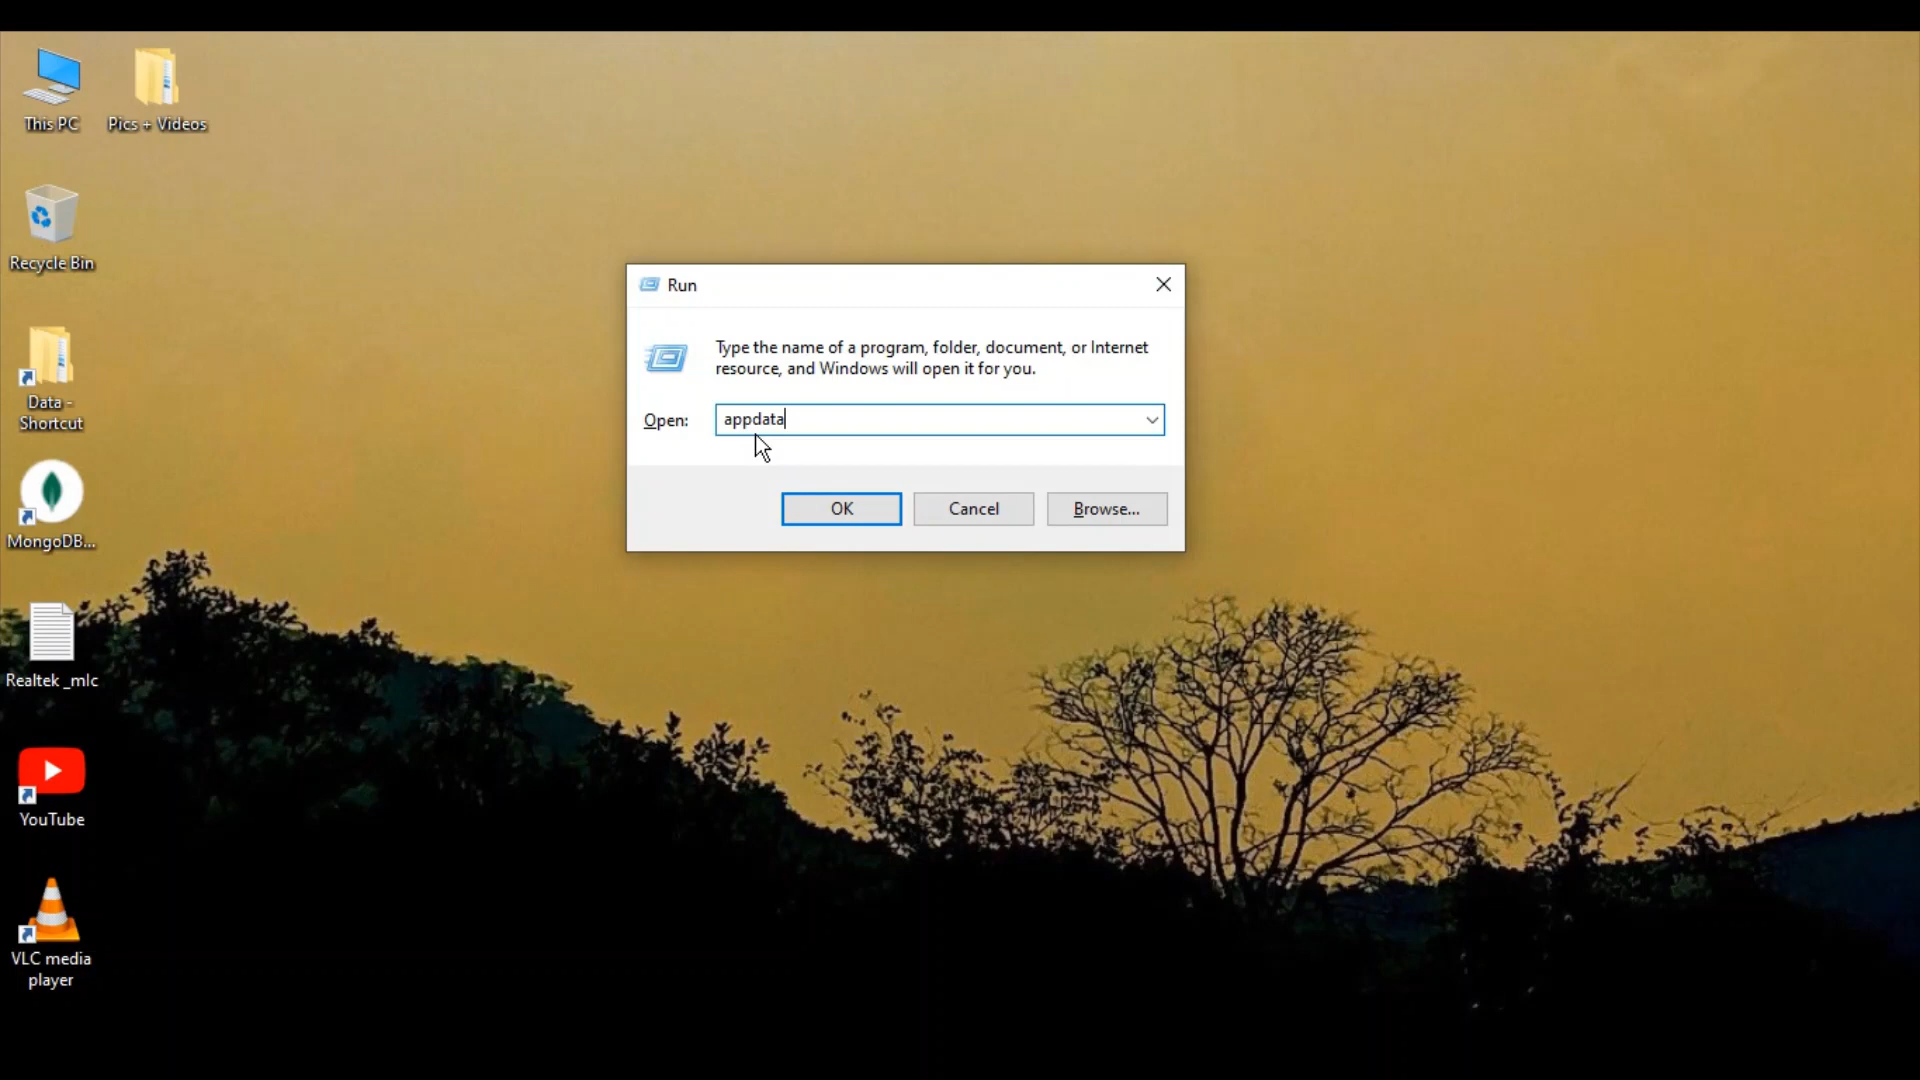 This PC
Pics + Videos
Recycle Bin
Data -
Shortcut
MongoDB...
Realtek _mlc
YouTube
VLC media
player
Run
Type the name of a program, folder, document, or Internet
resource, and Windows will open it for you.
Open: appdata
OK Cancel Browse...